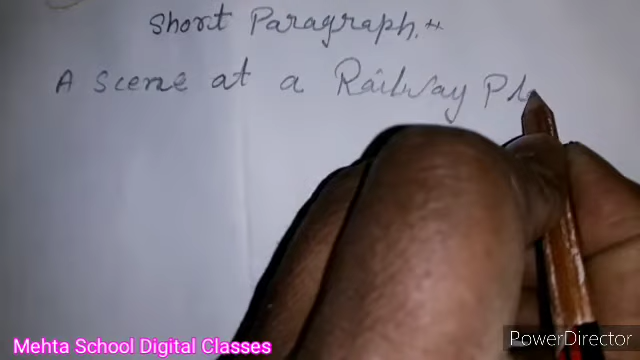 Short Paragraph.
A Scene at a Railway Pl
Mehta School Digital Classes
PowerDirector